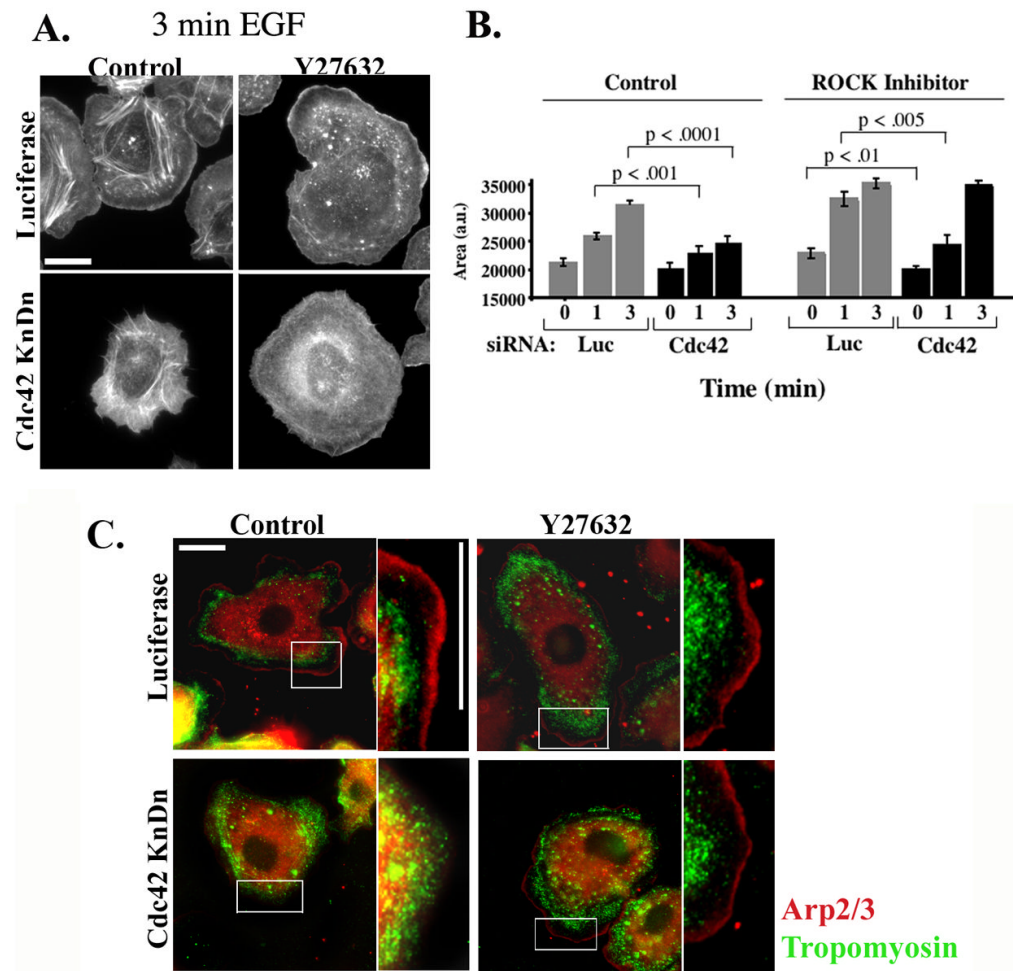 A.
3 min EGF
Control
Y27632
Luciferase
Cdc42 KnDn
B.
Control
ROCK Inhibitor
p < .0001
p < .005
p < .001
p < .01
Area (a.u.)
35000
30000
25000
20000
15000
0 1 3 0 1 3 0 1 3 0 1 3
siRNA: Luc Cdc42 Luc Cdc42
Time (min)
C.
Control
Y27632
Luciferase
Cdc42 KnDn
Arp2/3
Tropomyosin